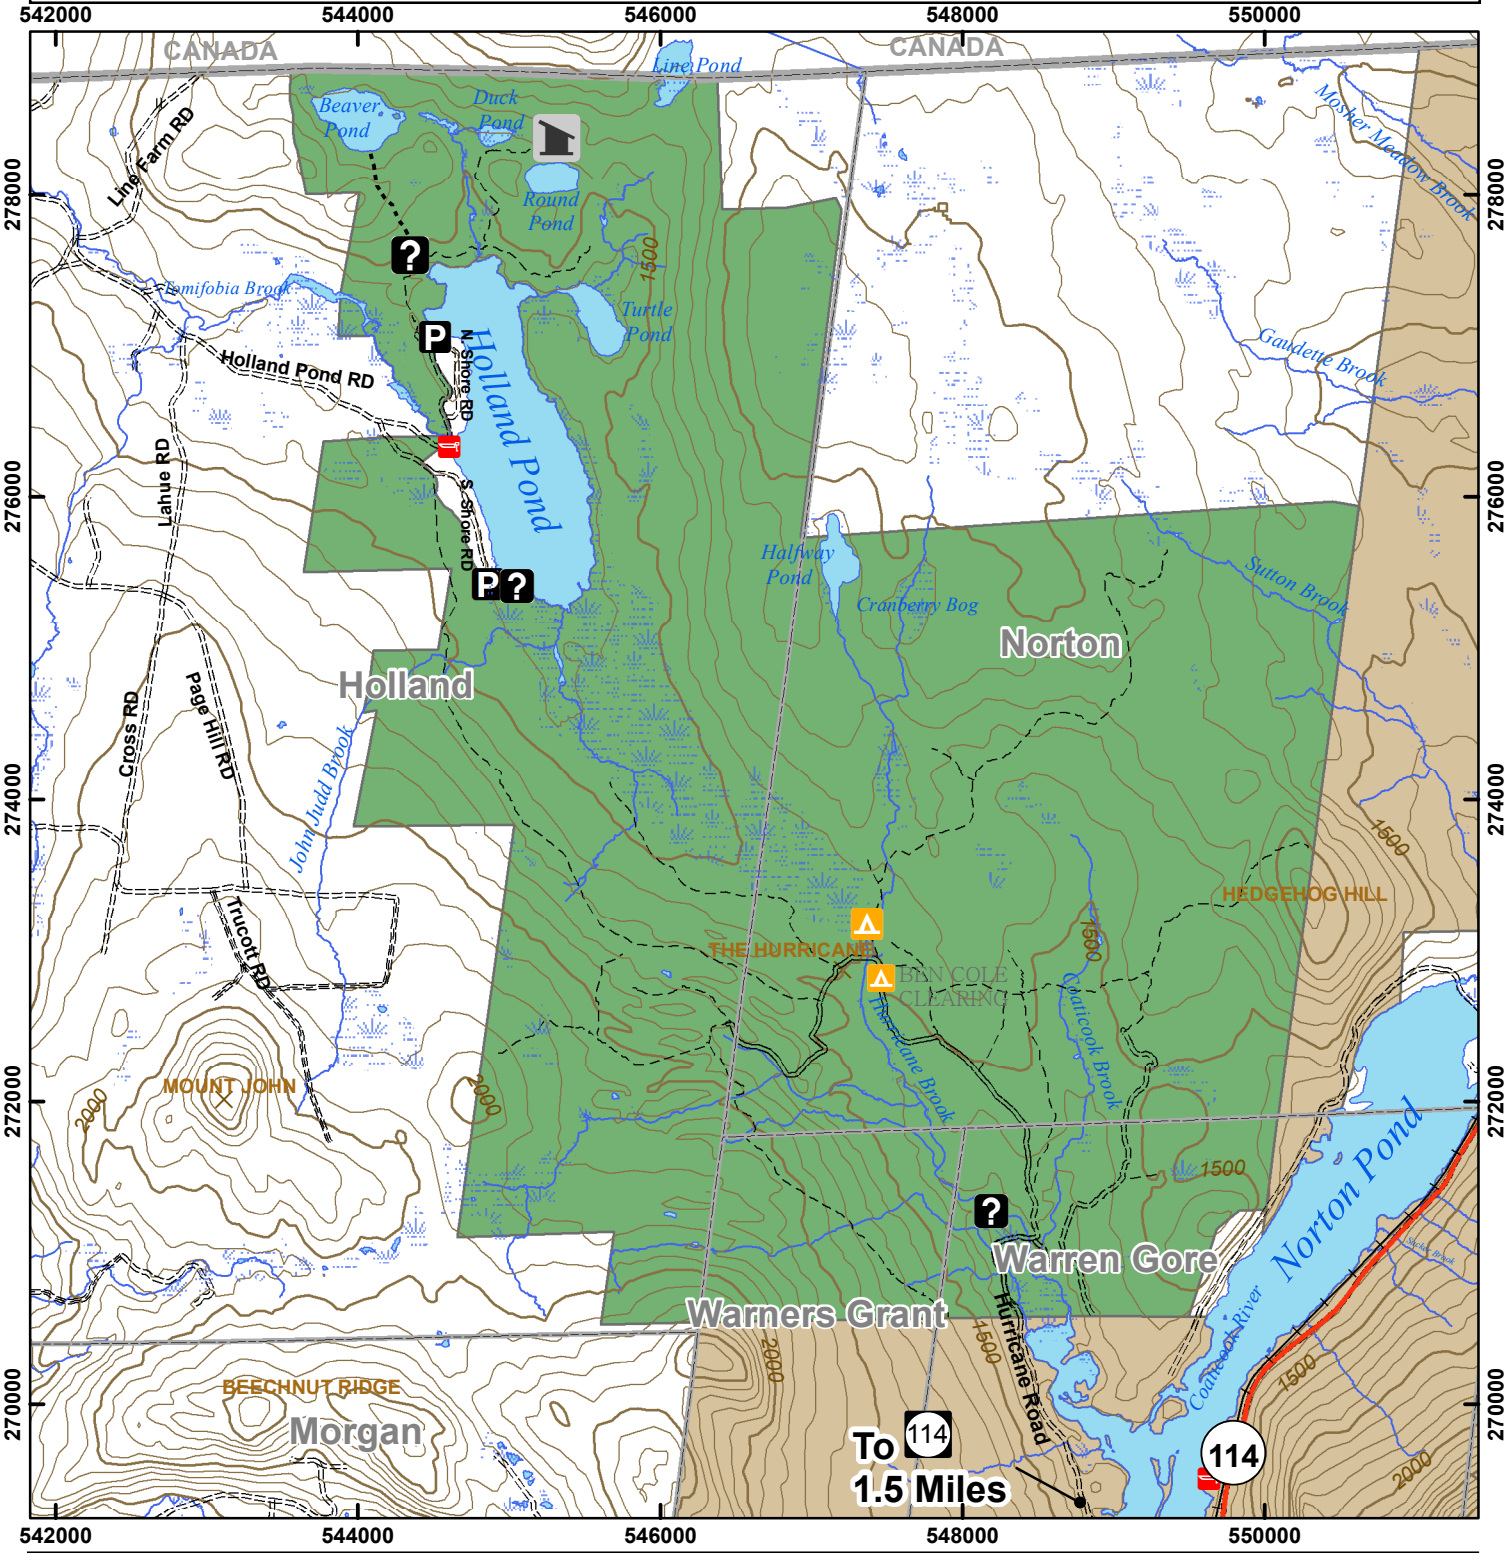 542000 544000 546000 548000 550000
CANADA
CANADA
Line Pond
Beaver
Pond
Duck
Pond
Mosher Meadow Brook
Line Farm RD
278000
278000
Round
Pond
?
1500
Tomifobia Brook
Turtle
Pond
P
N Shore RD
Holland Pond
Holland Pond RD
Gaudette Brook
Lahue RD
276000
276000
S Shore RD
P ?
Halfway
Pond
Cranberry Bog
Sutton Brook
Norton
Holland
Cross RD
Page Hill RD
John Judd Brook
274000
274000
1500
HEDGEHOG HILL
Trucott RD
1500
THE HURRICANE
BEN COLE
CLEARING
Hurricane Brook
Coaticook Brook
MOUNT JOHN
2000
2000
272000
272000
1500
Norton Pond
?
Warren Gore
Sucker Brook
Warners Grant
Hurricane Road
1500
2000
Coaticook River
1500
BEECHNUT RIDGE
270000
270000
Morgan
To 114
1.5 Miles
114
2000
542000 544000 546000 548000 550000